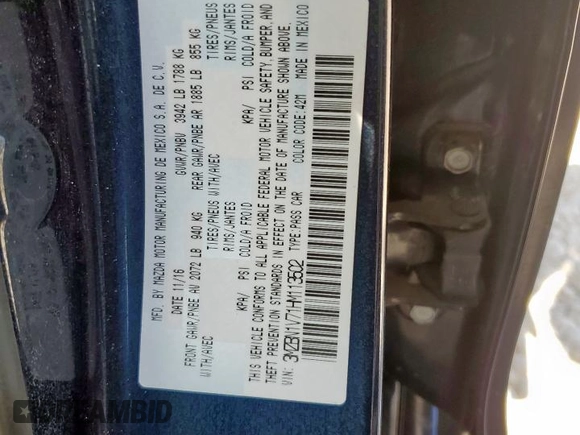 MFD. BY MAZDA MOTOR MANUFACTURING DE MEXICO S.A. DE C.V.
DATE 11/16 GVWR/PNBV 3942 LB 1788 KG
FRONT GAWR/PNBE AV 2072 LB 940 KG REAR GAWR/PNBE AR 1885 LB 855 KG
WITH/AVEC TIRES/PNEUS WITH/AVEC TIRES/PNEUS
RIMS/JANTES RIMS/JANTES
KPA/ PSI COLD/A FROID KPA/ PSI COLD/A FROID
THIS VEHICLE CONFORMS TO ALL APPLICABLE FEDERAL MOTOR VEHICLE SAFETY, BUMPER, AND
THEFT PREVENTION STANDARDS IN EFFECT ON THE DATE OF MANUFACTURE SHOWN ABOVE.
VIN: 3MZBN1V71HM113502 TYPE:PASS CAR COLOR CODE:42M MADE IN MEXICO